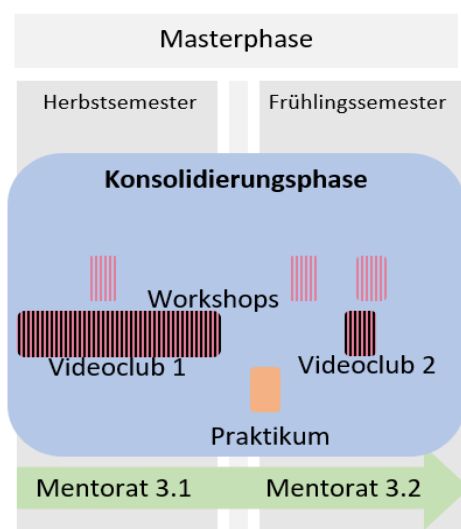 Masterphase
Herbstsemester
Frühlingssemester
Konsolidierungsphase
Workshops
Videoclub 1
Videoclub 2
Praktikum
Mentorat 3.1
Mentorat 3.2